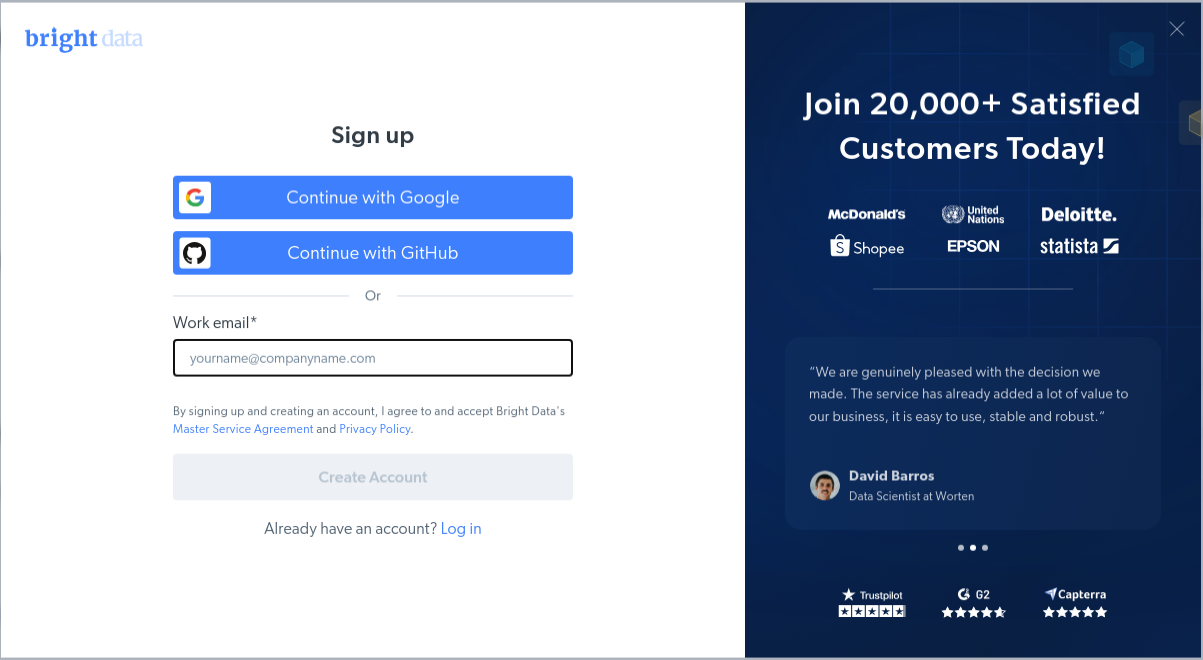 bright data
Sign up
Continue with Google
Continue with GitHub
Or
Work email*
yourname@companyname.com
By signing up and creating an account, I agree to and accept Bright Data's
Master Service Agreement and Privacy Policy.
Create Account
Already have an account? Log in
Join 20,000+ Satisfied
Customers Today!
McDonald's
United
Nations
Deloitte.
Shopee
EPSON
statista
“We are genuinely pleased with the decision we
made. The service has already added a lot of value to
our business, it is easy to use, stable and robust.”
David Barros
Data Scientist at Worten
Trustpilot
G2
Capterra